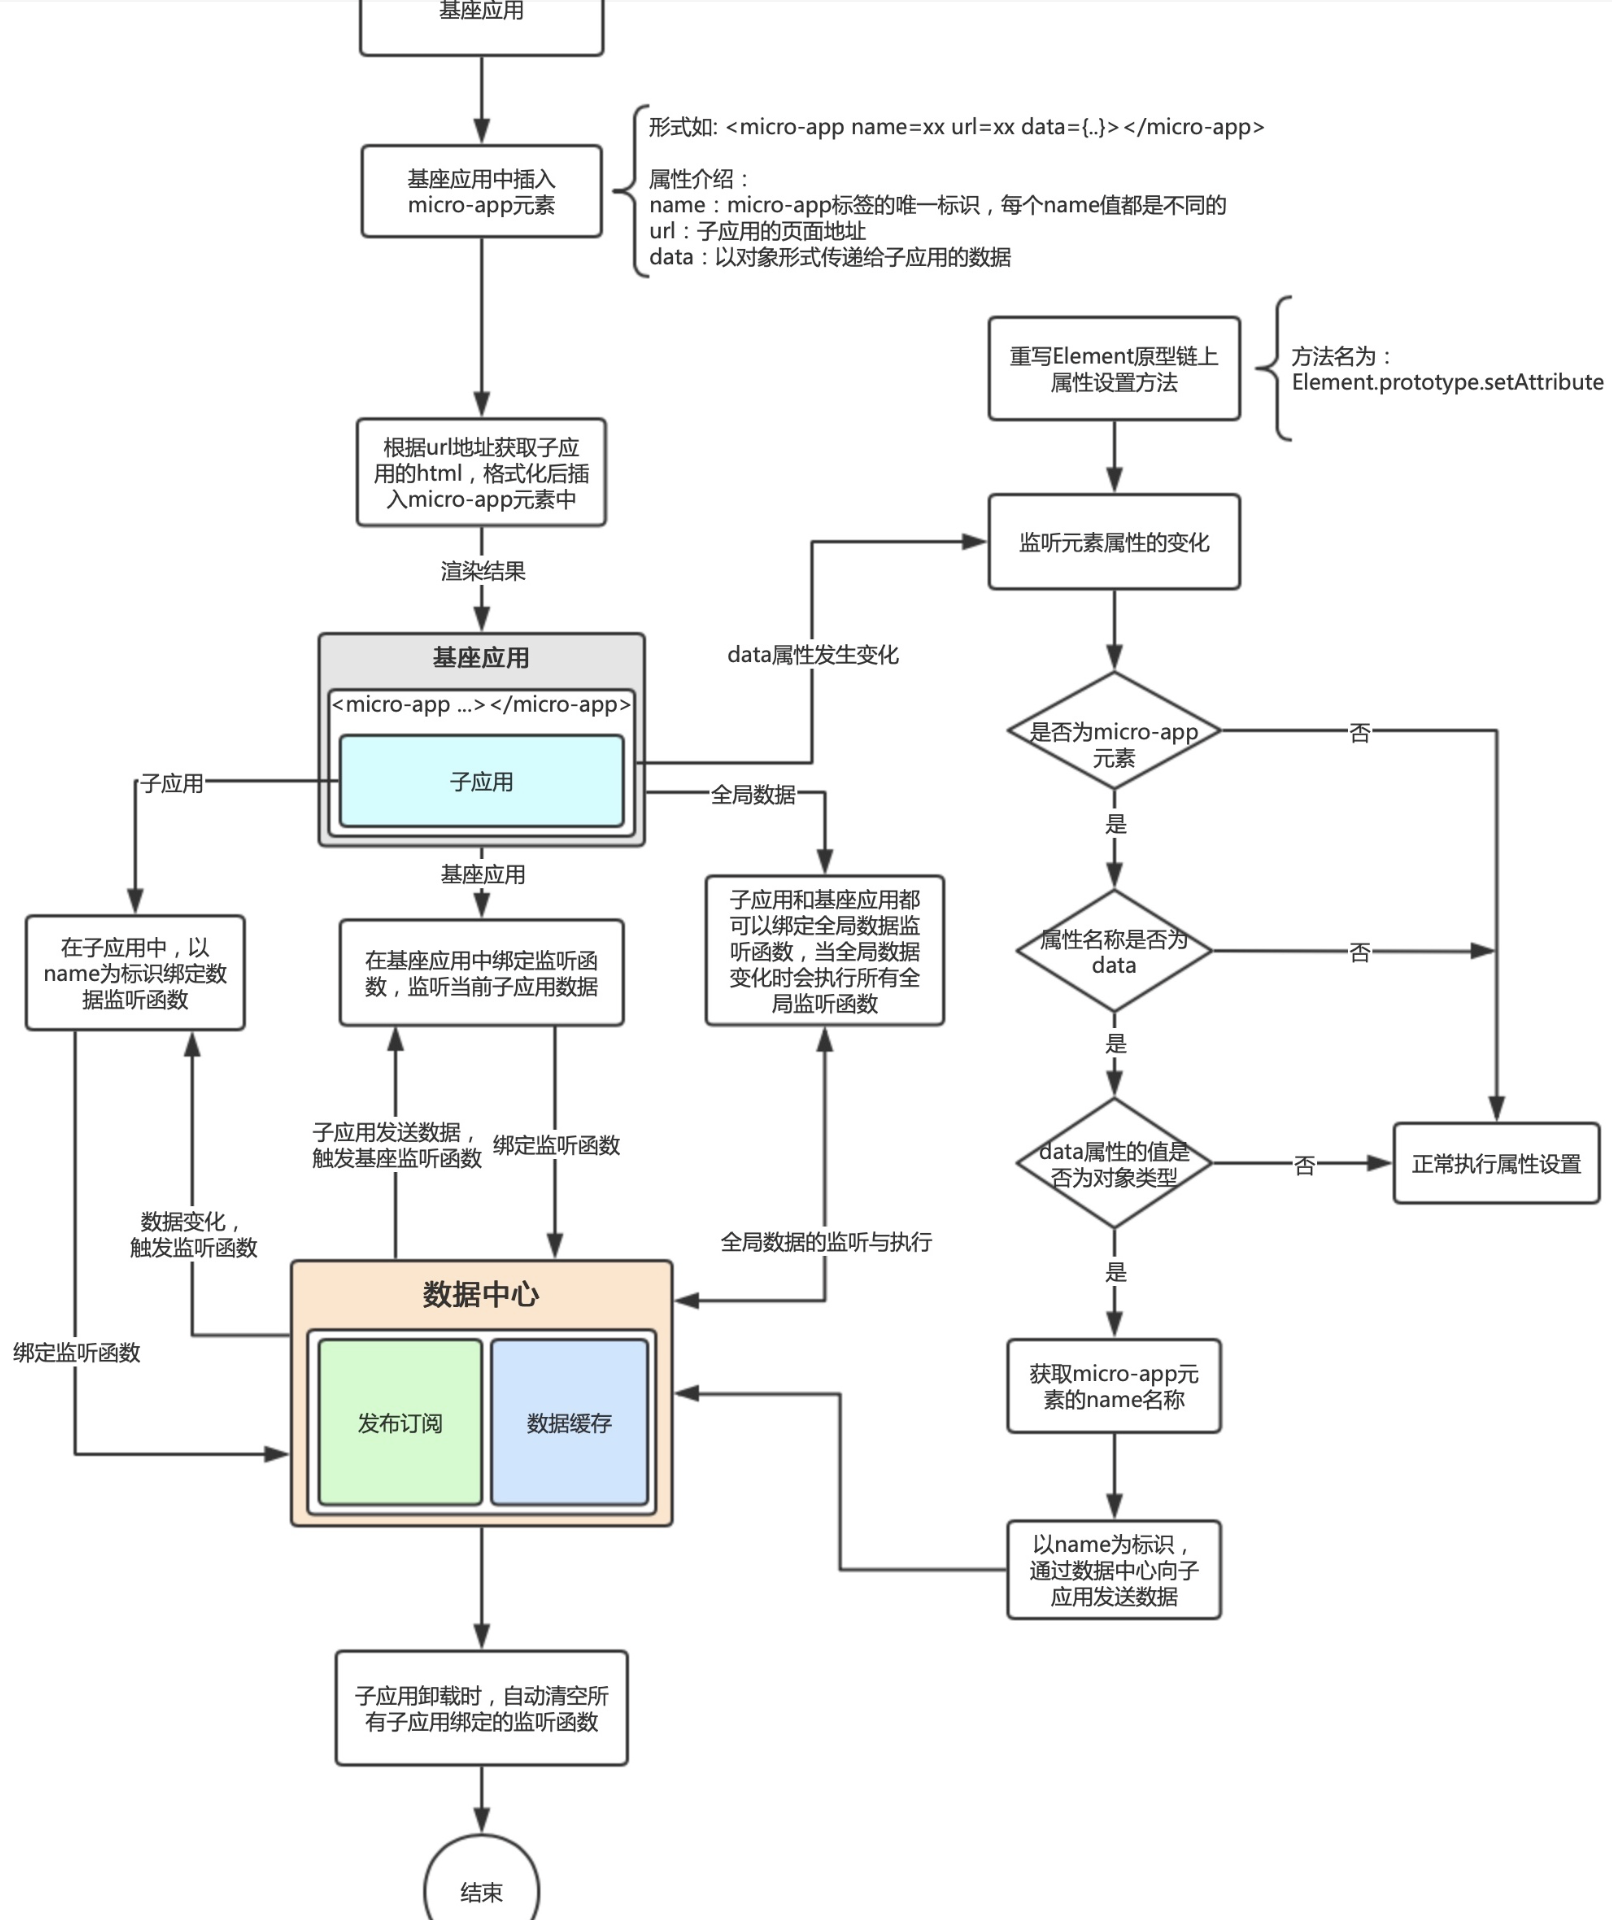 基座应用
基座应用中插入
micro-app元素
形式如: <micro-app name=xx url=xx data={..}></micro-app>
属性介绍：
name：micro-app标签的唯一标识，每个name值都是不同的
url：子应用的页面地址
data：以对象形式传递给子应用的数据
重写Element原型链上
属性设置方法
方法名为：
Element.prototype.setAttribute
根据url地址获取子应
用的html，格式化后插
入micro-app元素中
监听元素属性的变化
渲染结果
基座应用
<micro-app ...></micro-app>
子应用
data属性发生变化
是否为micro-app
元素
否
子应用
全局数据
是
基座应用
在子应用中，以
name为标识绑定数
据监听函数
在基座应用中绑定监听函
数，监听当前子应用数据
子应用和基座应用都
可以绑定全局数据监
听函数，当全局数据
变化时会执行所有全
局监听函数
属性名称是否为
data
否
是
子应用发送数据，
触发基座监听函数
绑定监听函数
data属性的值是
否为对象类型
否
正常执行属性设置
数据变化，
触发监听函数
全局数据的监听与执行
是
数据中心
发布订阅
数据缓存
绑定监听函数
获取micro-app元
素的name名称
以name为标识，
通过数据中心向子
应用发送数据
子应用卸载时，自动清空所
有子应用绑定的监听函数
结束